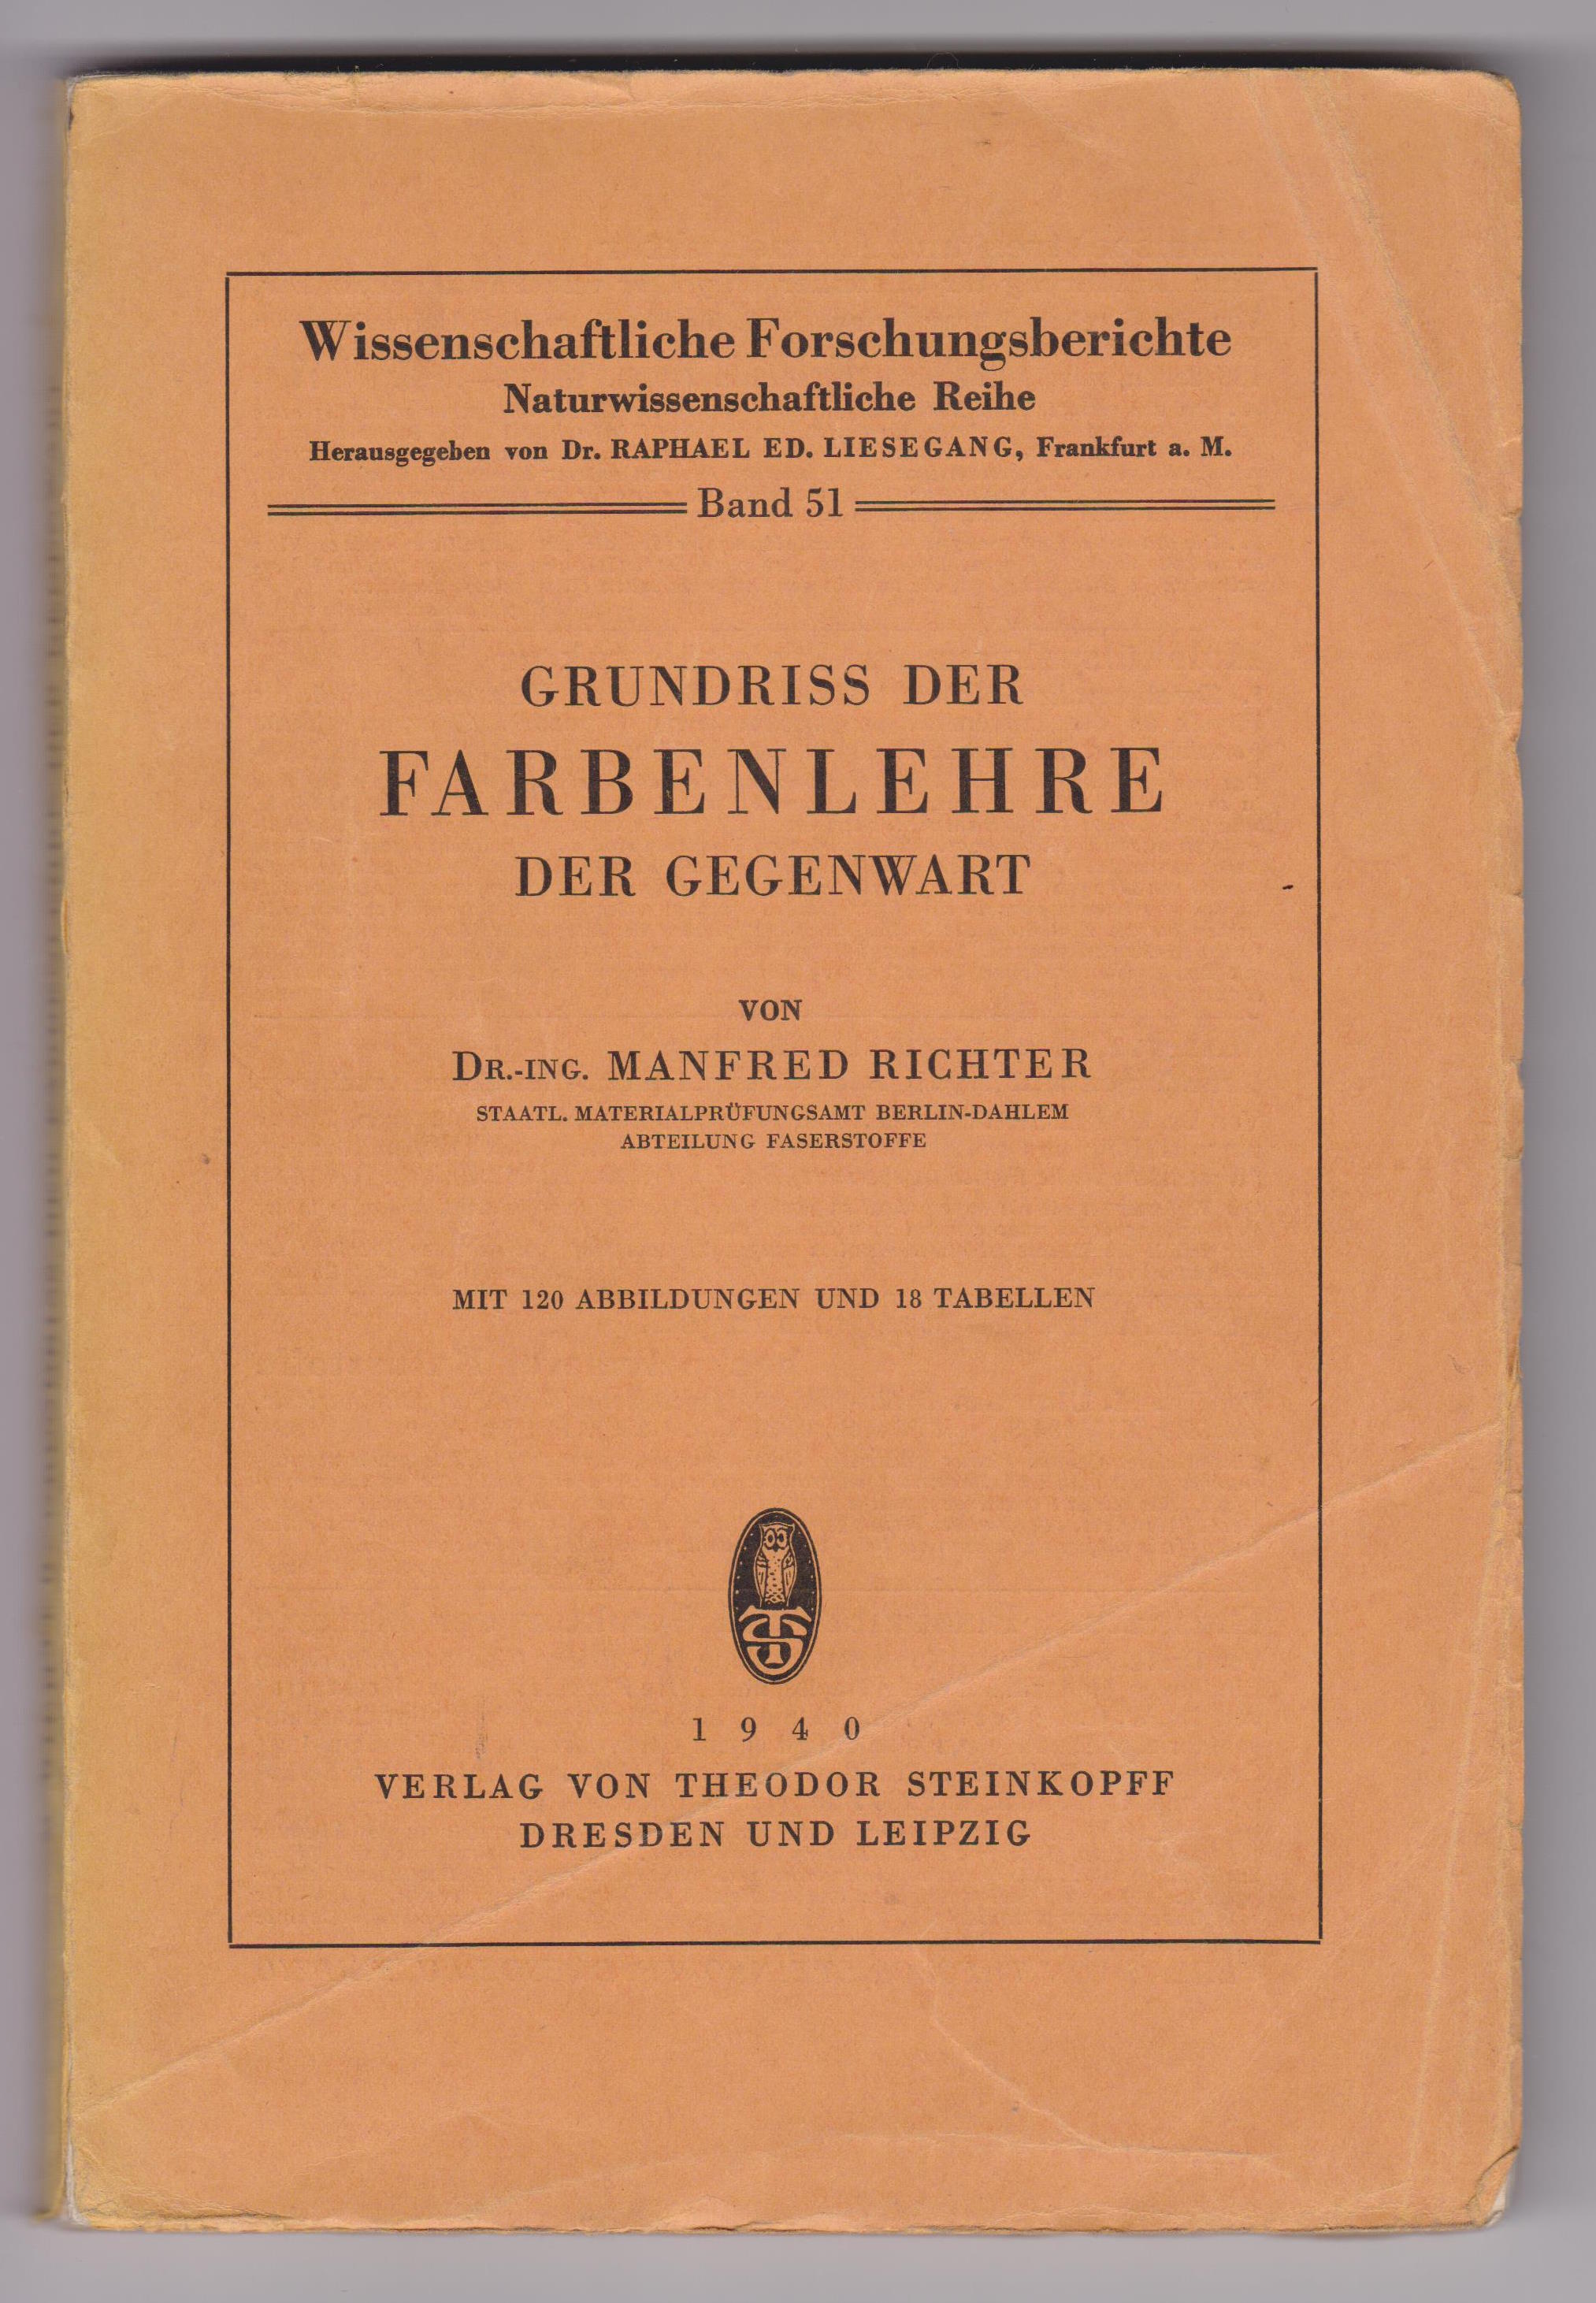 Wissenschaftliche Forschungsberichte
Naturwissenschaftliche Reihe
Herausgegeben von Dr. RAPHAEL ED. LIESEGANG, Frankfurt a. M.
Band 51
GRUNDRISS DER
FARBENLEHRE
DER GEGENWART
VON
DR.-ING. MANFRED RICHTER
STAATL. MATERIALPRÜFUNGSAMT BERLIN-DAHLEM
ABTEILUNG FASERSTOFFE
MIT 120 ABBILDUNGEN UND 18 TABELLEN
TS
1940
VERLAG VON THEODOR STEINKOPFF
DRESDEN UND LEIPZIG